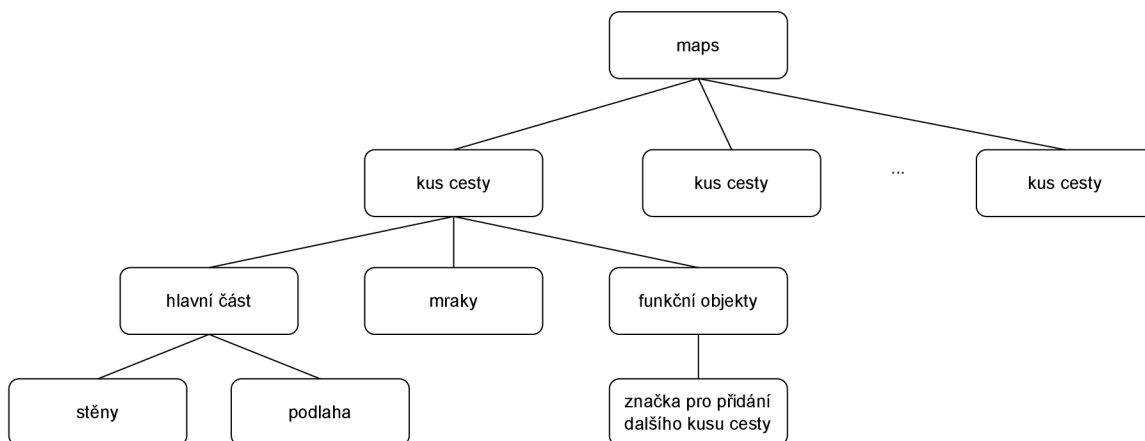 maps
kus cesty
kus cesty
...
kus cesty
hlavní část
mraky
funkční objekty
stěny
podlaha
značka pro přidání
dalšího kusu cesty